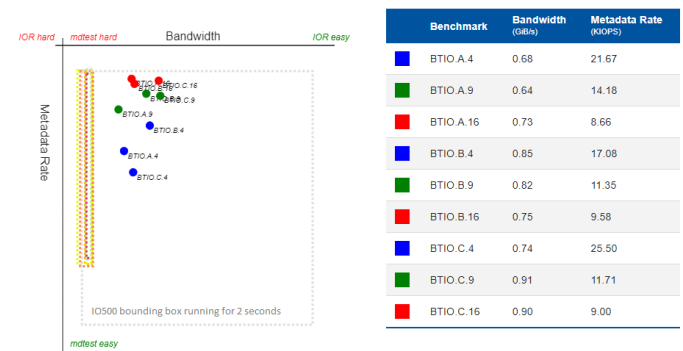 IOR hard
mdtest hard
Bandwidth
IOR easy
Metadata Rate
BTIO.C.16
BTIO.C.9
BTIO.A.9
BTIO.B.4
BTIO.A.4
BTIO.C.4
IO500 bounding box running for 2 seconds
mdtest easy
Benchmark Bandwidth (GiB/s) Metadata Rate (KIOPS)
BTIO.A.4 0.68 21.67
BTIO.A.9 0.64 14.18
BTIO.A.16 0.73 8.66
BTIO.B.4 0.85 17.08
BTIO.B.9 0.82 11.35
BTIO.B.16 0.75 9.58
BTIO.C.4 0.74 25.50
BTIO.C.9 0.91 11.71
BTIO.C.16 0.90 9.00